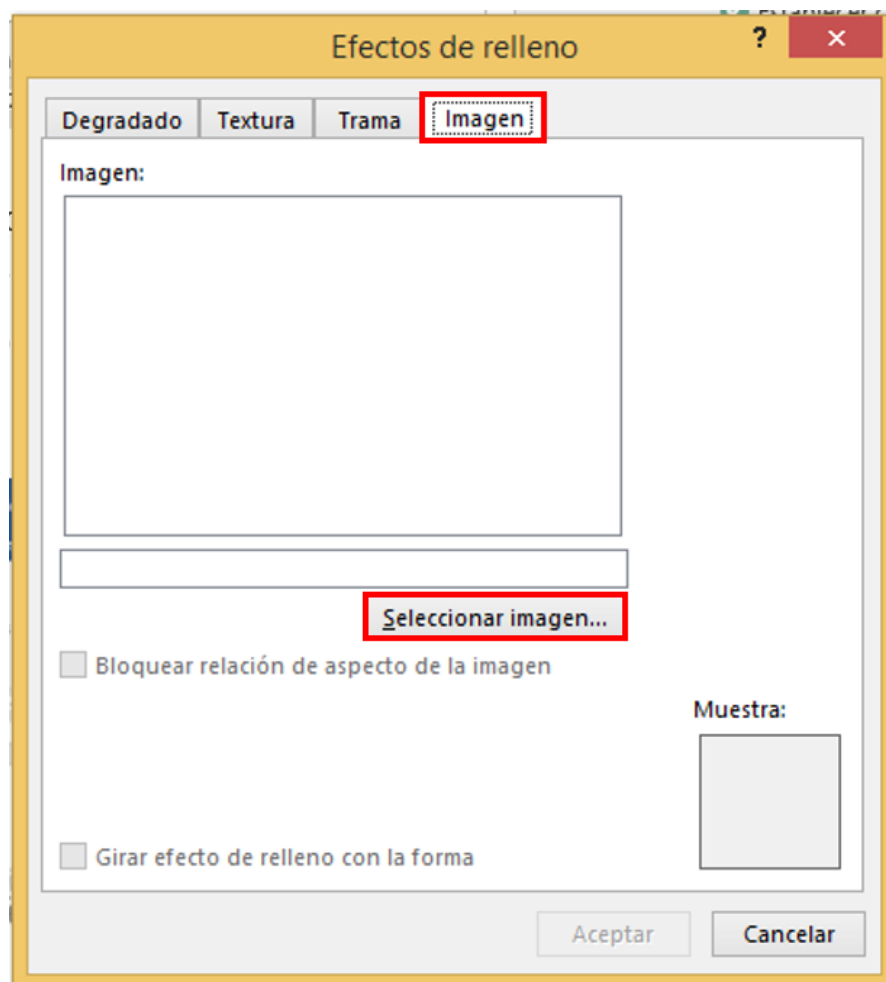 Efectos de relleno
?
Degradado Textura Trama Imagen
Imagen:
Seleccionar imagen...
Bloquear relación de aspecto de la imagen
Muestra:
Girar efecto de relleno con la forma
Aceptar Cancelar